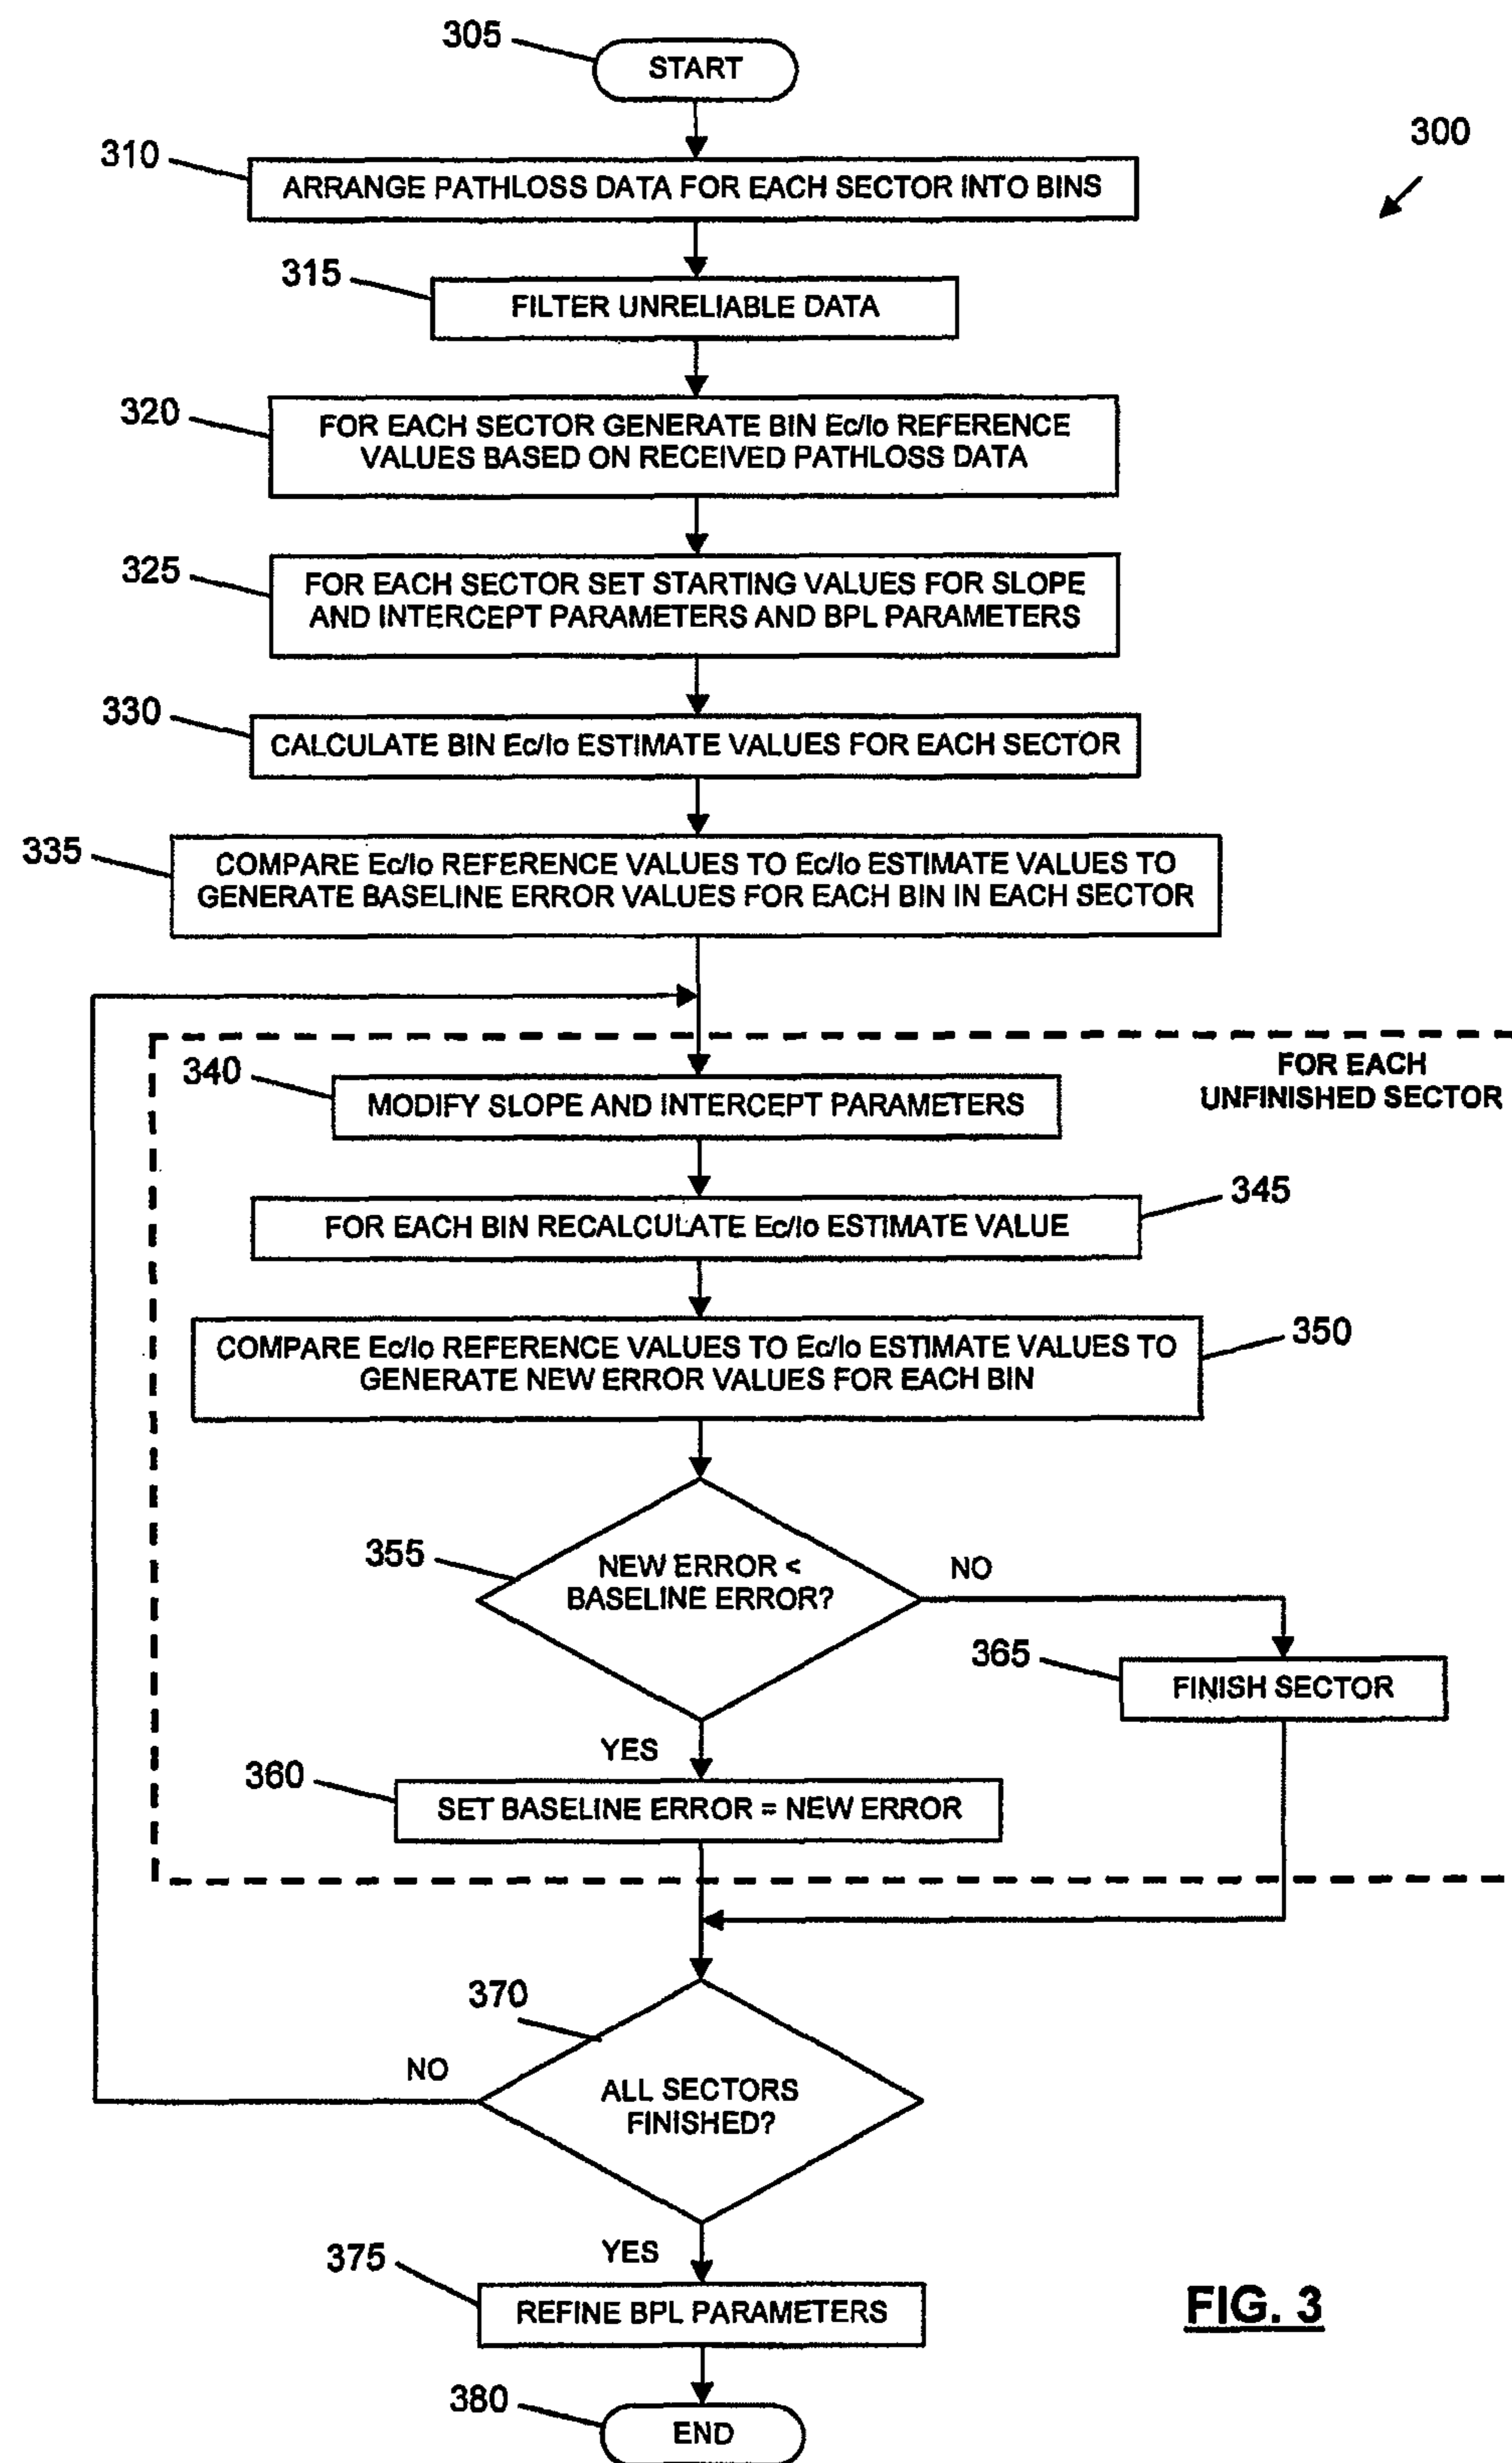 305
START
300
310
ARRANGE PATHLOSS DATA FOR EACH SECTOR INTO BINS
315
FILTER UNRELIABLE DATA
320
FOR EACH SECTOR GENERATE BIN Ec/Io REFERENCE
VALUES BASED ON RECEIVED PATHLOSS DATA
325
FOR EACH SECTOR SET STARTING VALUES FOR SLOPE
AND INTERCEPT PARAMETERS AND BPL PARAMETERS
330
CALCULATE BIN Ec/Io ESTIMATE VALUES FOR EACH SECTOR
335
COMPARE Ec/Io REFERENCE VALUES TO Ec/Io ESTIMATE VALUES TO
GENERATE BASELINE ERROR VALUES FOR EACH BIN IN EACH SECTOR
FOR EACH
UNFINISHED SECTOR
340
MODIFY SLOPE AND INTERCEPT PARAMETERS
345
FOR EACH BIN RECALCULATE Ec/Io ESTIMATE VALUE
350
COMPARE Ec/Io REFERENCE VALUES TO Ec/Io ESTIMATE VALUES TO
GENERATE NEW ERROR VALUES FOR EACH BIN
355
NEW ERROR <
BASELINE ERROR?
NO
365
FINISH SECTOR
YES
360
SET BASELINE ERROR = NEW ERROR
370
NO
ALL SECTORS
FINISHED?
YES
375
REFINE BPL PARAMETERS
FIG. 3
380
END